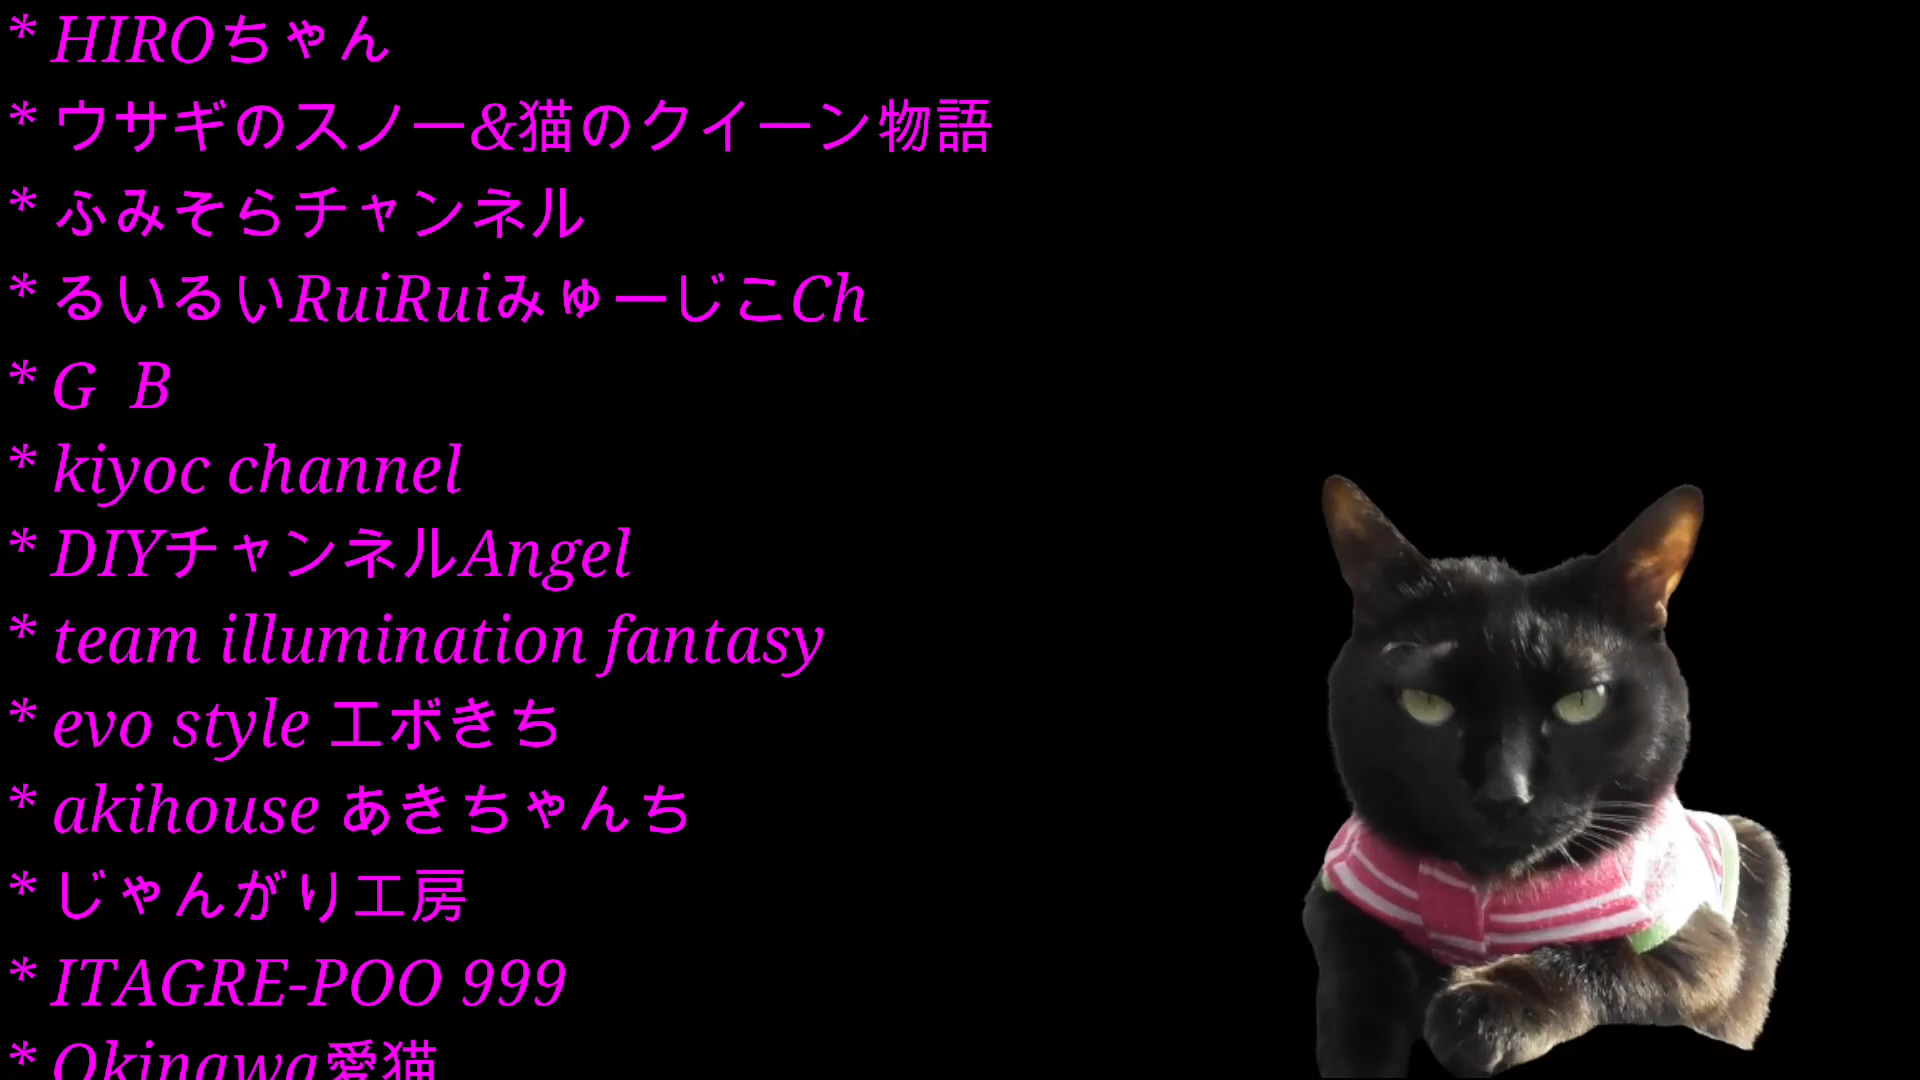 * HIROちゃん
* ウサギのスノー&猫のクイーン物語
* ふみそらチャンネル
* るいるいRuiRuiみゅーじこCh
* G B
* kiyoc channel
* DIYチャンネルAngel
* team illumination fantasy
* evo style エボきち
* akihouse あきちゃんち
* じゃんがり工房
* ITAGRE-POO 999
* Okinawa愛猫